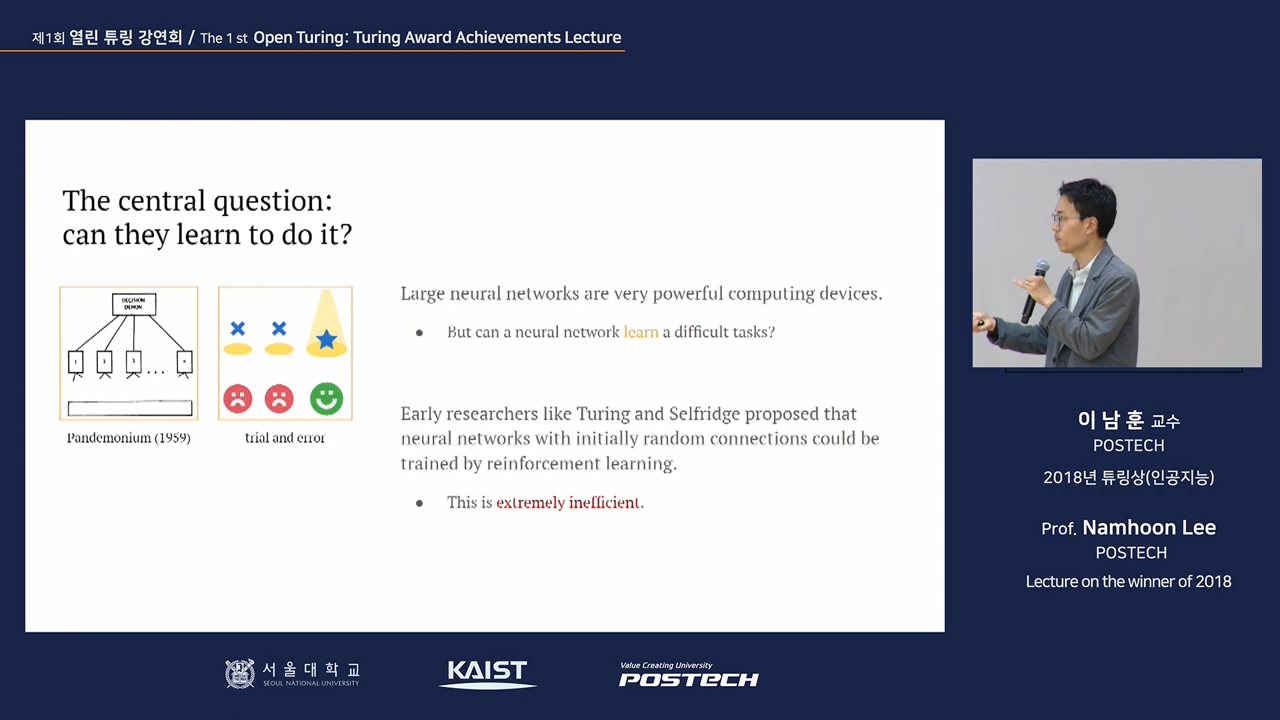 제1회 열린 튜링 강연회 / The 1 st Open Turing: Turing Award Achievements Lecture
The central question:
can they learn to do it?
DECISION
DEMON
Pandemonium (1959)
trial and error
Large neural networks are very powerful computing devices.
● But can a neural network learn a difficult tasks?
Early researchers like Turing and Selfridge proposed that
neural networks with initially random connections could be
trained by reinforcement learning.
● This is extremely inefficient.
이 남 훈 교수
POSTECH
2018년 튜링상(인공지능)
Prof. Namhoon Lee
POSTECH
Lecture on the winner of 2018
서울대학교
SEOUL NATIONAL UNIVERSITY
KAIST
Value Creating University
POSTECH